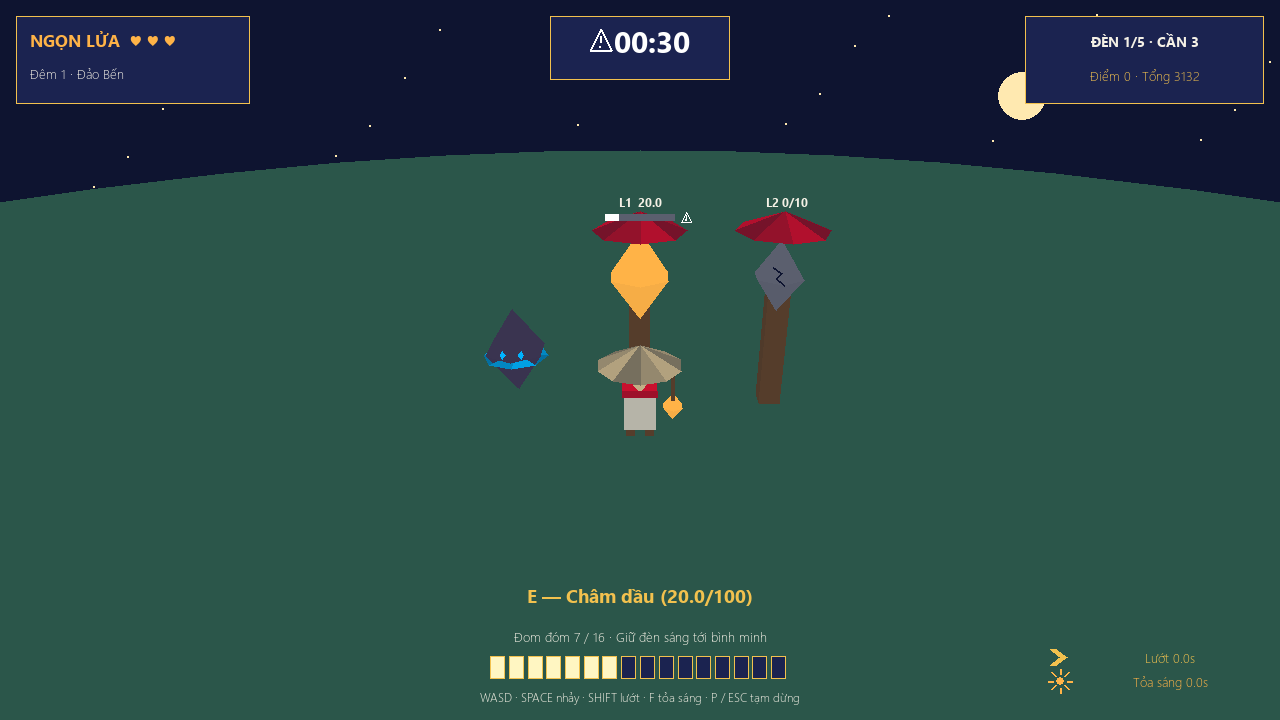 NGỌN LỬA ♥ ♥ ♥
Đêm 1 · Đảo Bến
⚠00:30
ĐÈN 1/5 · CẦN 3
Điểm 0 · Tổng 3132
L1 20.0
L2 0/10
E — Châm dầu (20.0/100)
Đom đóm 7 / 16 · Giữ đèn sáng tới bình minh
Lướt 0.0s
Tỏa sáng 0.0s
WASD · SPACE nhảy · SHIFT lướt · F tỏa sáng · P / ESC tạm dừng